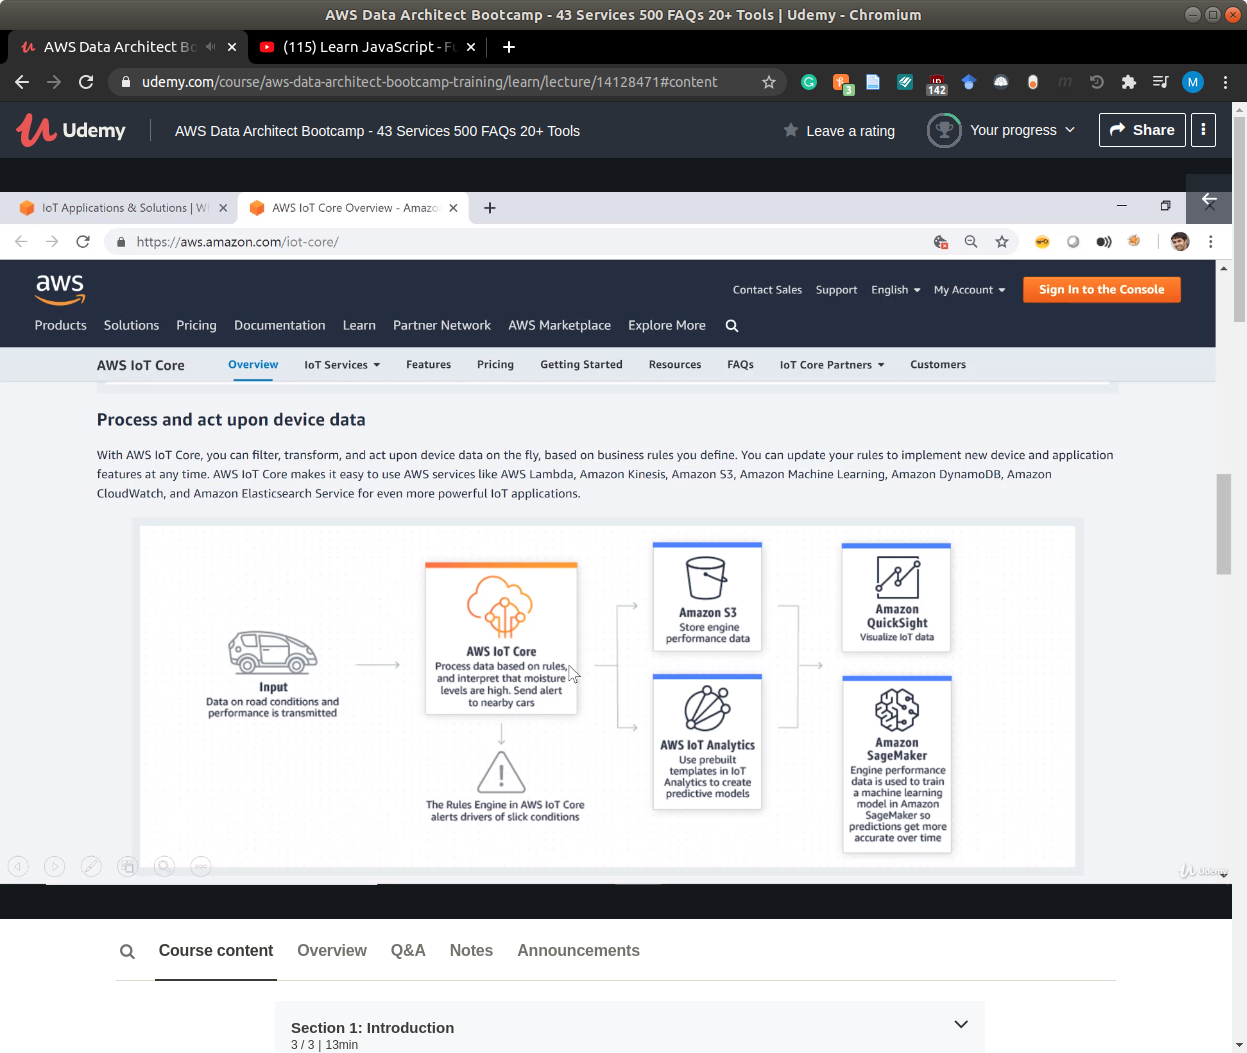 AWS Data Architect Bootcamp - 43 Services 500 FAQs 20+ Tools | Udemy - Chromium
AWS Data Architect Bo
(115) Learn JavaScript - Fu
udemy.com/course/aws-data-architect-bootcamp-training/learn/lecture/14128471#content
3
142
M
Udemy
AWS Data Architect Bootcamp - 43 Services 500 FAQs 20+ Tools
Leave a rating
Your progress
Share
IoT Applications & Solutions | W
AWS IoT Core Overview - Amazo
https://aws.amazon.com/iot-core/
aws
Contact Sales
Support
English
My Account
Sign In to the Console
Products
Solutions
Pricing
Documentation
Learn
Partner Network
AWS Marketplace
Explore More
AWS IoT Core
Overview
IoT Services
Features
Pricing
Getting Started
Resources
FAQs
IoT Core Partners
Customers
Process and act upon device data
With AWS IoT Core, you can filter, transform, and act upon device data on the fly, based on business rules you define. You can update your rules to implement new device and application
features at any time. AWS IoT Core makes it easy to use AWS services like AWS Lambda, Amazon Kinesis, Amazon S3, Amazon Machine Learning, Amazon DynamoDB, Amazon
CloudWatch, and Amazon Elasticsearch Service for even more powerful IoT applications.
Input
Data on road conditions and
performance is transmitted
AWS IoT Core
Process data based on rules,
and interpret that moisture
levels are high. Send alert
to nearby cars
The Rules Engine in AWS IoT Core
alerts drivers of slick conditions
Amazon S3
Store engine
performance data
AWS IoT Analytics
Use prebuilt
templates in IoT
Analytics to create
predictive models
Amazon
QuickSight
Visualize IoT data
Amazon
SageMaker
Engine performance
data is used to train
a machine learning
model in Amazon
SageMaker so
predictions get more
accurate over time
Udemy
Course content
Overview
Q&A
Notes
Announcements
Section 1: Introduction
3 / 3 | 13min